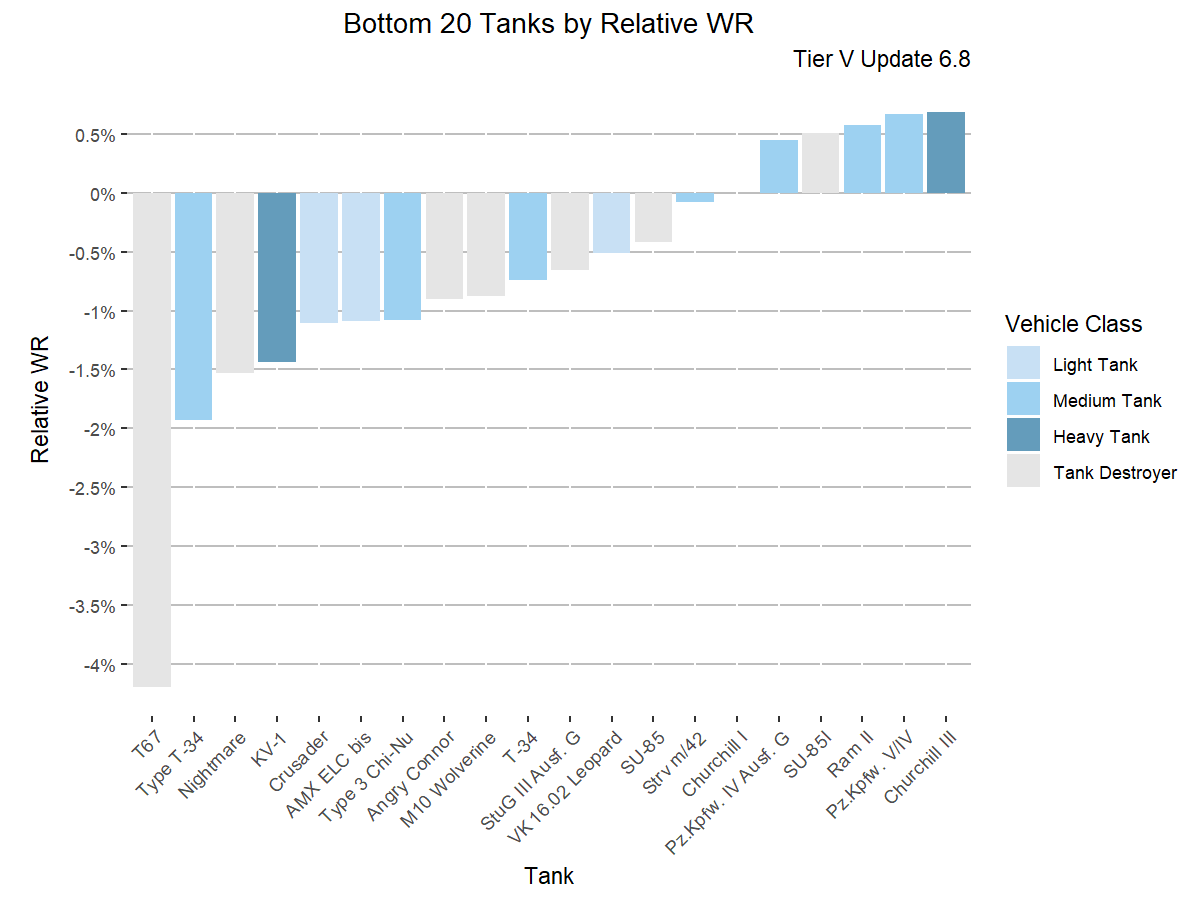 Bottom 20 Tanks by Relative WR
Tier V Update 6.8
0.5%
0%
-0.5%
-1%
-1.5%
-2%
-2.5%
-3%
-3.5%
-4%
Relative WR
T67
Type T-34
Nightmare
KV-1
Crusader
AMX ELC bis
Type 3 Chi-Nu
Angry Connor
M10 Wolverine
T-34
StuG III Ausf. G
VK 16.02 Leopard
SU-85
Strv m/42
Churchill I
Pz.Kpfw. IV Ausf. G
SU-85I
Ram II
Pz.Kpfw. V/IV
Churchill III
Tank
Vehicle Class
Light Tank
Medium Tank
Heavy Tank
Tank Destroyer